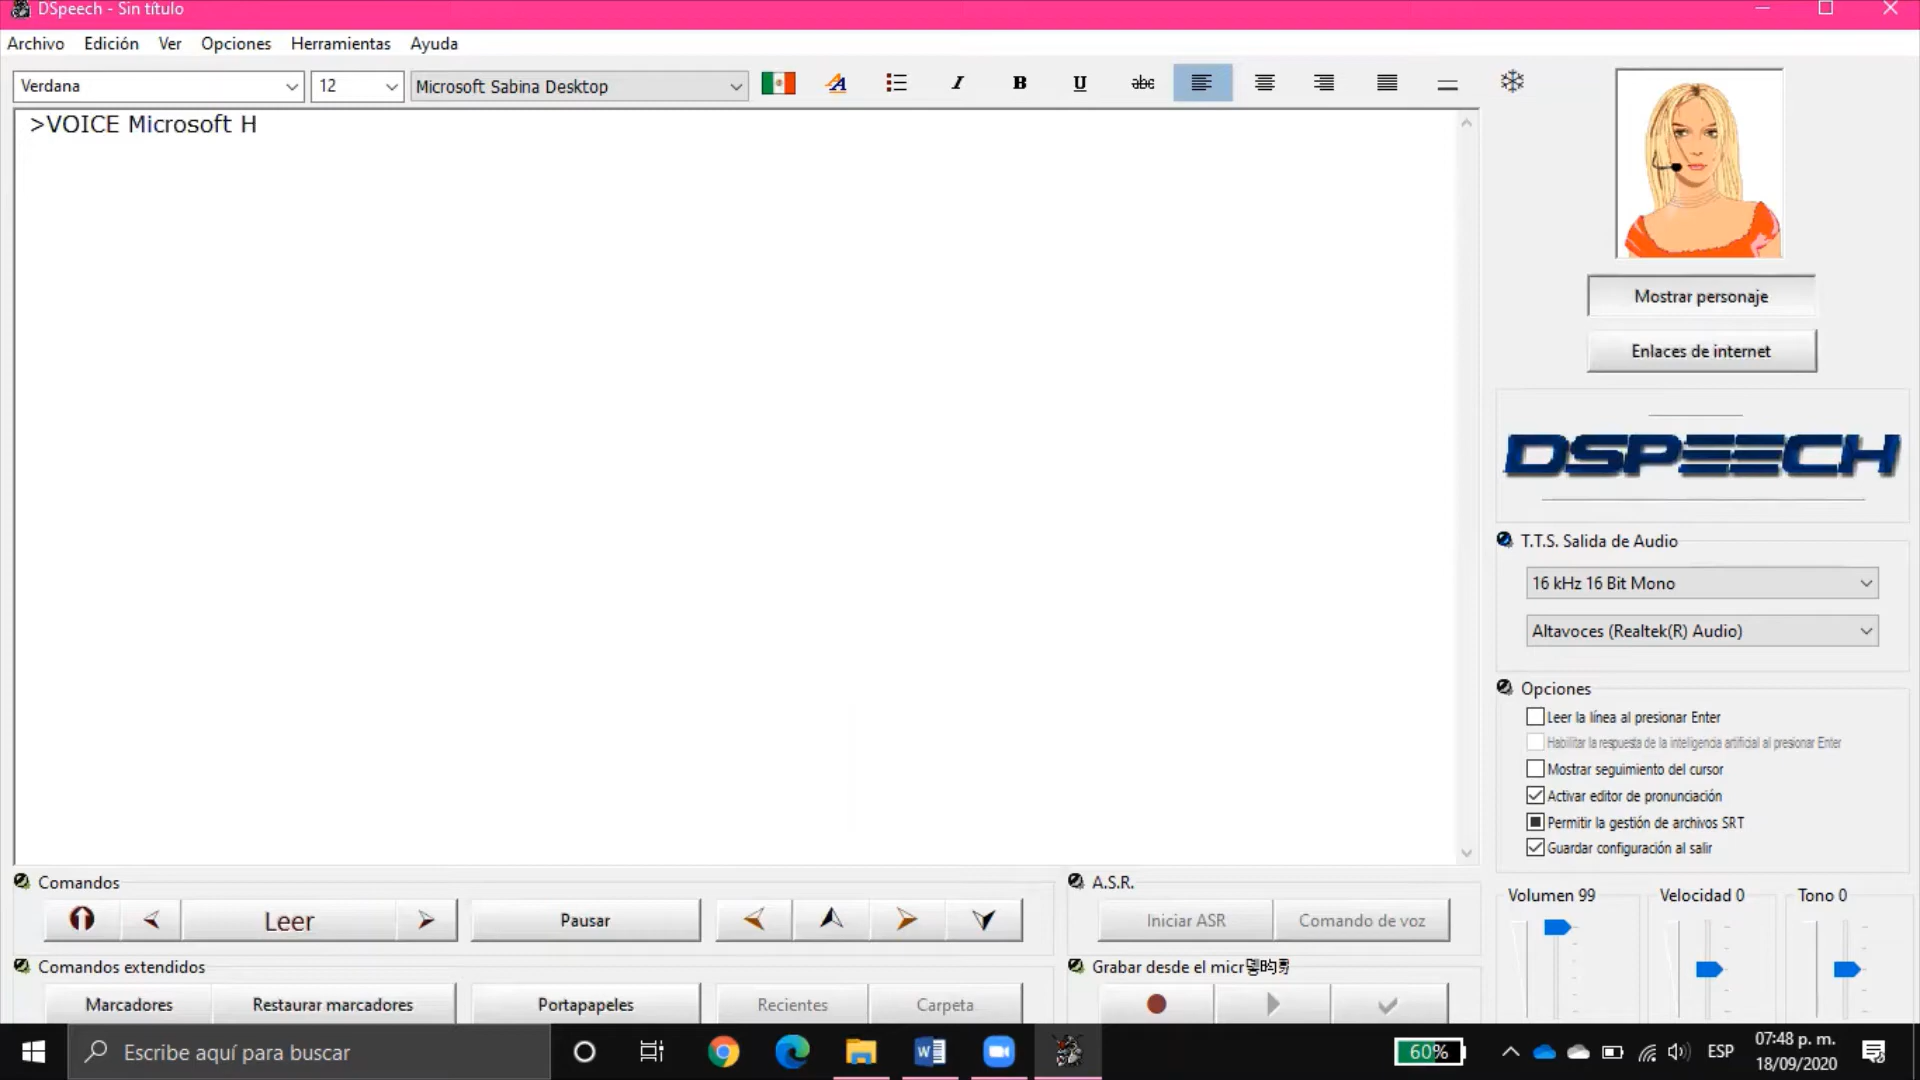 DSpeech - Sin título
Archivo Edición Ver Opciones Herramientas Ayuda
Verdana 12 Microsoft Sabina Desktop A I B U abc
>VOICE Microsoft H
Mostrar personaje
Enlaces de internet
DSPEECH
T.T.S. Salida de Audio
16 kHz 16 Bit Mono
Altavoces (Realtek(R) Audio)
Opciones
Leer la línea al presionar Enter
Habilitar la respuesta de la inteligencia artificial al presionar Enter
Mostrar seguimiento del cursor
Activar editor de pronunciación
Permitir la gestión de archivos SRT
Guardar configuración al salir
Comandos
Leer Pausar
A.S.R.
Iniciar ASR Comando de voz
Volumen 99 Velocidad 0 Tono 0
Comandos extendidos
Marcadores Restaurar marcadores Portapapeles Recientes Carpeta
Grabar desde el micr
Escribe aquí para buscar
60% ESP
07:48 p. m.
18/09/2020